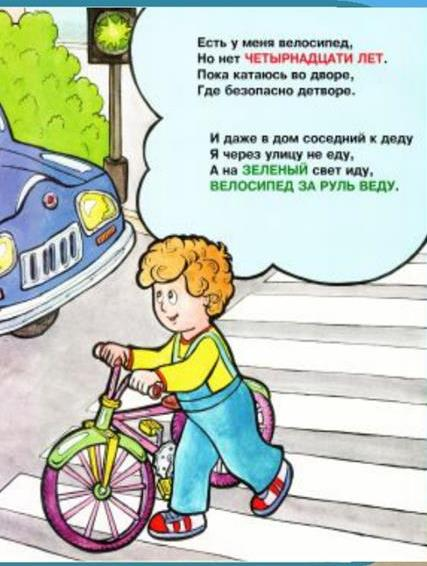 Есть у меня велосипед,
Но нет ЧЕТЫРНАДЦАТИ ЛЕТ.
Пока катаюсь во дворе,
Где безопасно детворе.
И даже в дом соседний к деду
Я через улицу не еду,
А на ЗЕЛЕНЫЙ свет иду,
ВЕЛОСИПЕД ЗА РУЛЬ ВЕДУ.